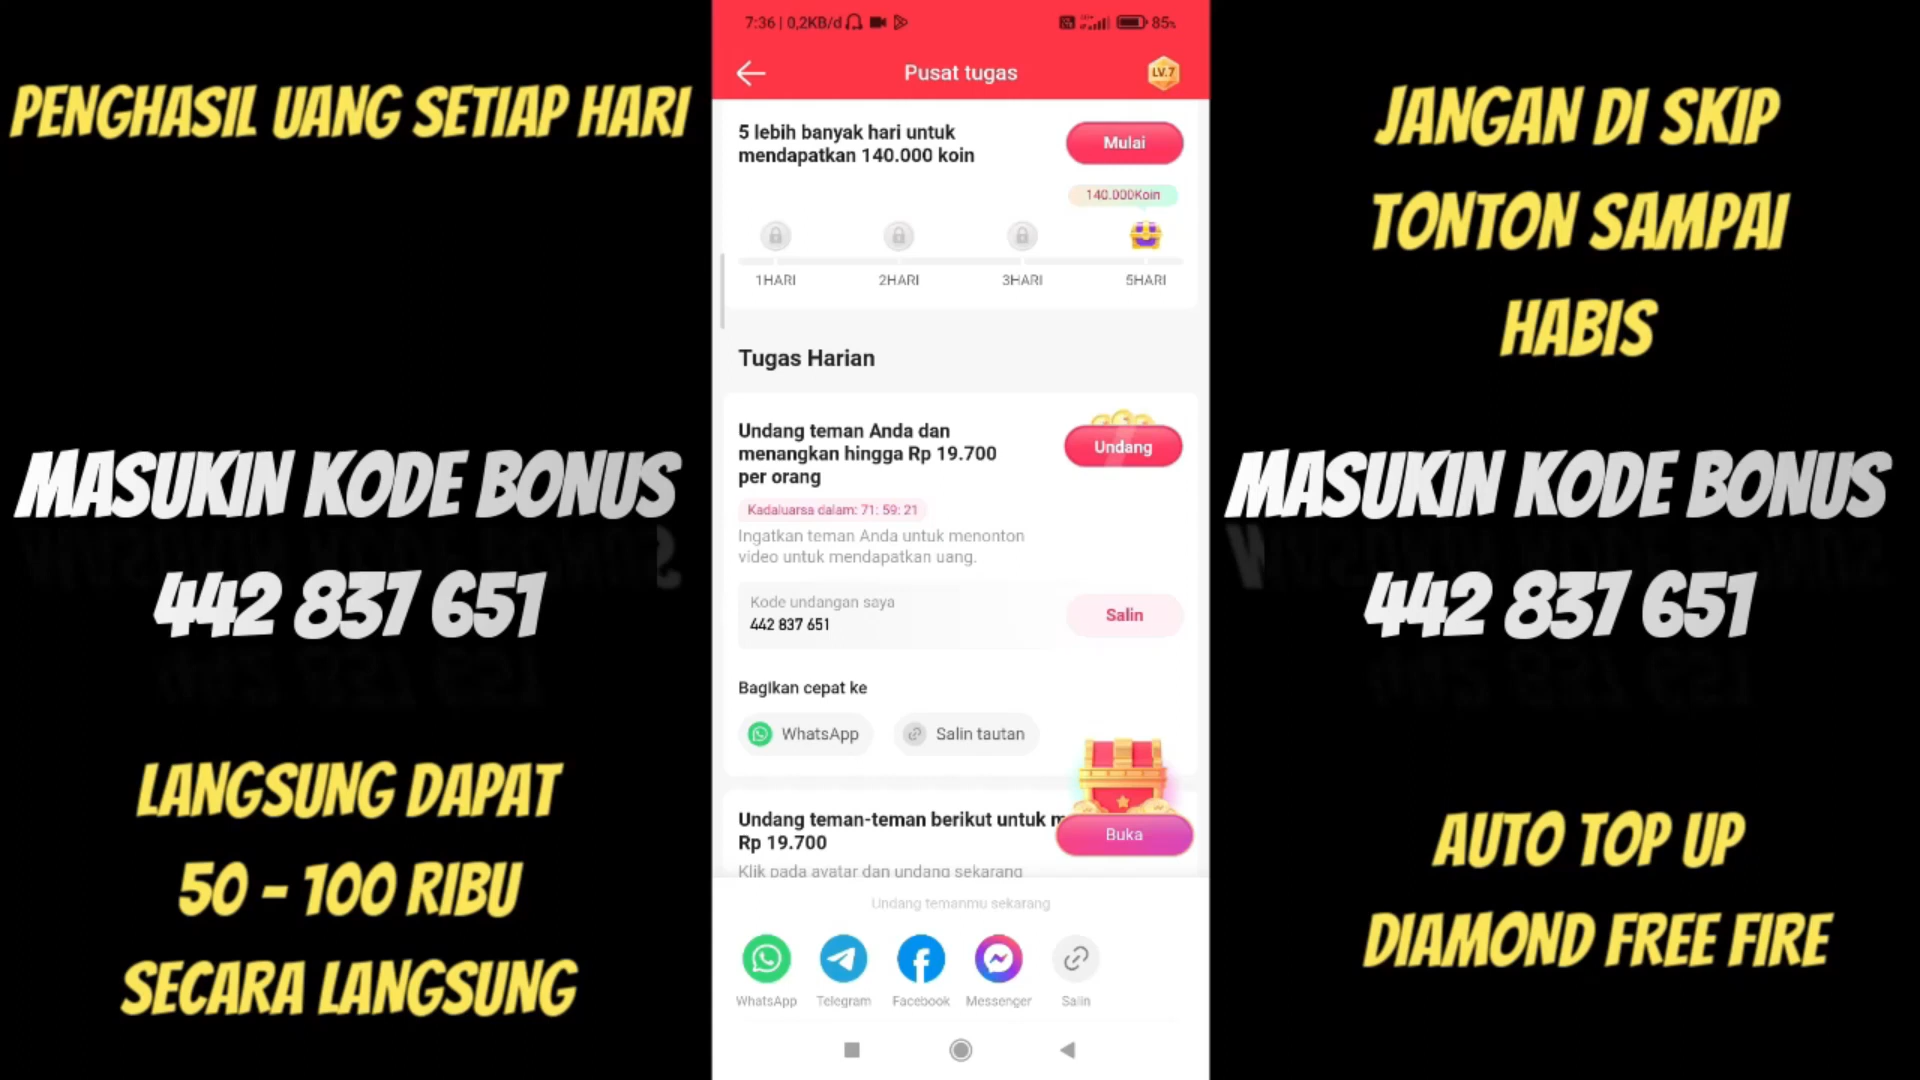 PENGHASIL UANG SETIAP HARI
MASUKIN KODE BONUS
442 837 651
LANGSUNG DAPAT
50 - 100 RIBU
SECARA LANGSUNG
7:36 | 0,2KB/d
85%
Pusat tugas
LV.7
5 lebih banyak hari untuk
mendapatkan 140.000 koin
Mulai
140.000Koin
1HARI
2HARI
3HARI
5HARI
Tugas Harian
Undang teman Anda dan
menangkan hingga Rp 19.700
per orang
Undang
Kadaluarsa dalam: 71: 59: 21
Ingatkan teman Anda untuk menonton
video untuk mendapatkan uang.
Kode undangan saya
442 837 651
Salin
Bagikan cepat ke
WhatsApp
Salin tautan
Undang teman-teman berikut untuk m
Rp 19.700
Buka
Klik pada avatar dan undang sekarang
Undang temanmu sekarang
WhatsApp
Telegram
Facebook
Messenger
Salin
JANGAN DI SKIP
TONTON SAMPAI
HABIS
MASUKIN KODE BONUS
442 837 651
AUTO TOP UP
DIAMOND FREE FIRE